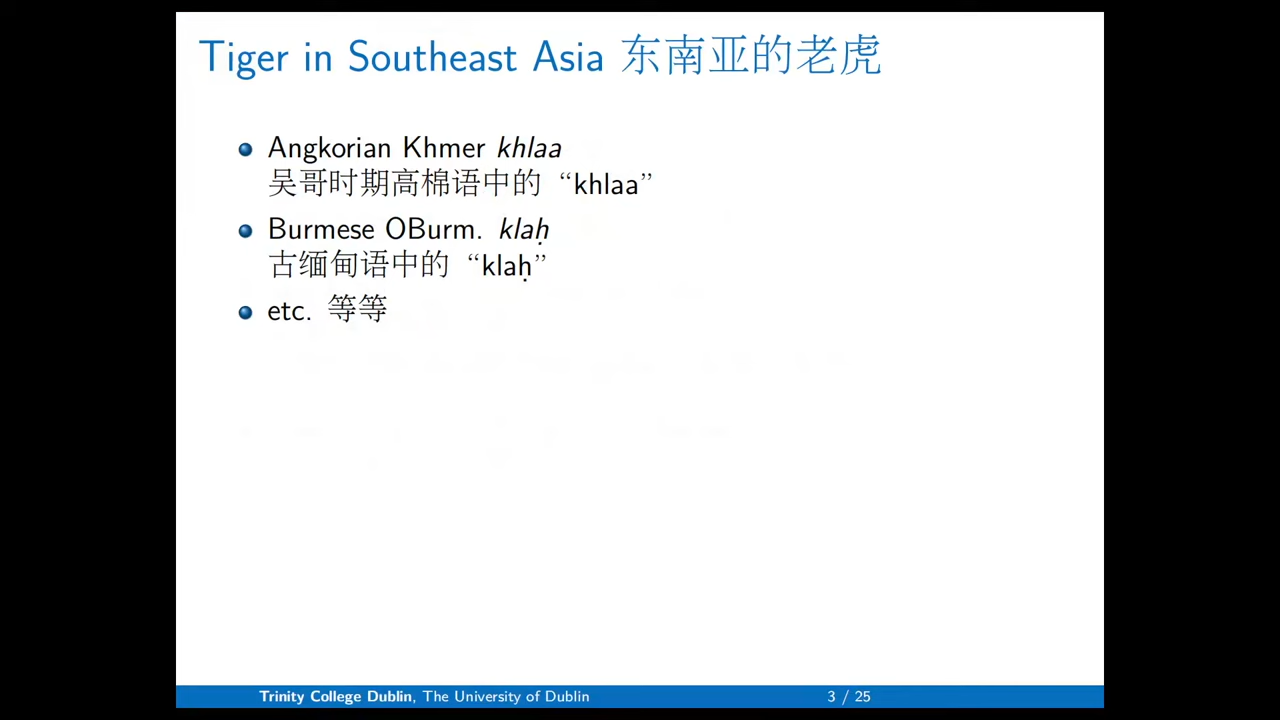 Tiger in Southeast Asia 东南亚的老虎
Angkorian Khmer khlaa
吴哥时期高棉语中的 “khlaa”
Burmese OBurm. klaḥ
古缅甸语中的 “klaḥ”
etc. 等等
Trinity College Dublin, The University of Dublin 3 / 25